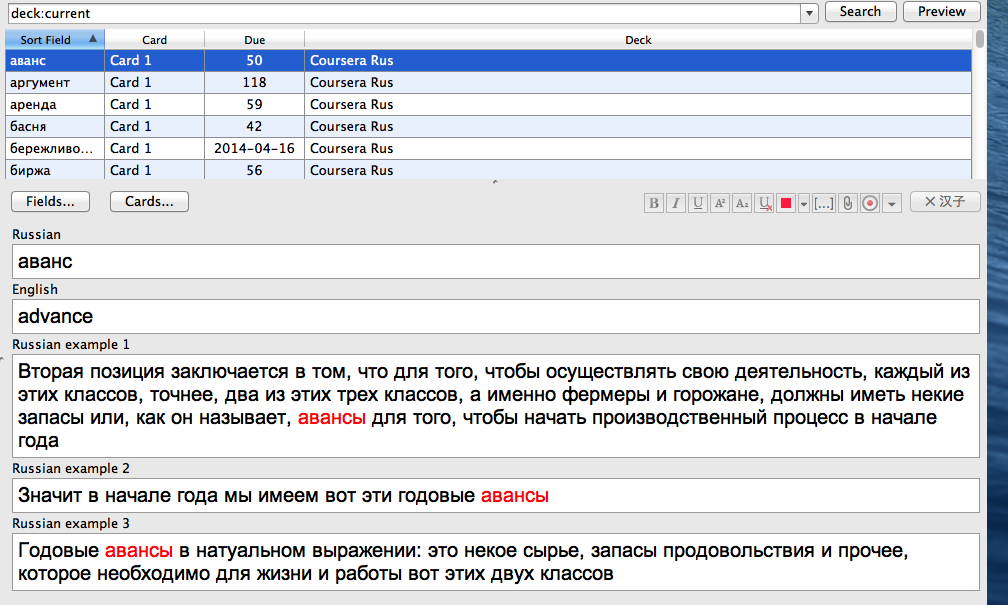 deck:current Search Preview
Sort Field Card Due Deck
аванс Card 1 50 Coursera Rus
аргумент Card 1 118 Coursera Rus
аренда Card 1 59 Coursera Rus
басня Card 1 42 Coursera Rus
бережливо... Card 1 2014-04-16 Coursera Rus
биржа Card 1 56 Coursera Rus
Fields... Cards... B I U A² A₂ U [...] ✕ 汉子
Russian
аванс
English
advance
Russian example 1
Вторая позиция заключается в том, что для того, чтобы осуществлять свою деятельность, каждый из
этих классов, точнее, два из этих трех классов, а именно фермеры и горожане, должны иметь некие
запасы или, как он называет, авансы для того, чтобы начать производственный процесс в начале
года
Russian example 2
Значит в начале года мы имеем вот эти годовые авансы
Russian example 3
Годовые авансы в натуальном выражении: это некое сырье, запасы продовольствия и прочее,
которое необходимо для жизни и работы вот этих двух классов